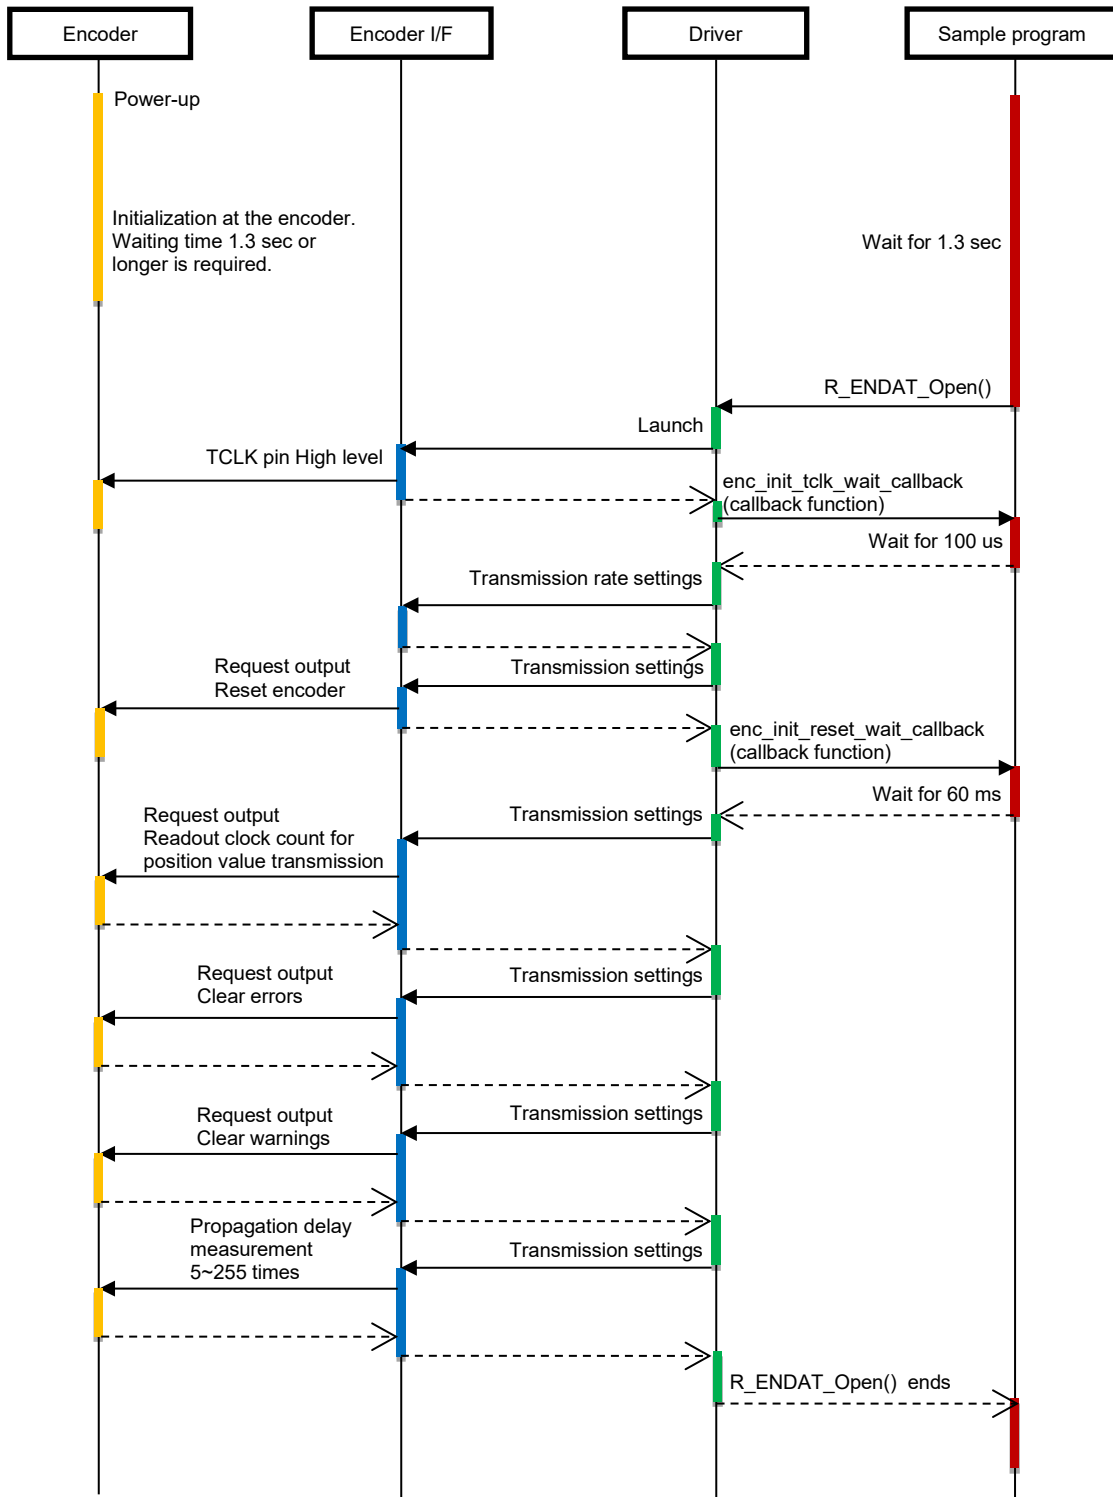 Encoder
Encoder I/F
Driver
Sample program
Power-up
Initialization at the encoder.
Waiting time 1.3 sec or
longer is required.
Wait for 1.3 sec
R_ENDAT_Open()
Launch
TCLK pin High level
enc_init_tclk_wait_callback
(callback function)
Wait for 100 us
Transmission rate settings
Request output
Reset encoder
Transmission settings
enc_init_reset_wait_callback
(callback function)
Wait for 60 ms
Transmission settings
Request output
Readout clock count for
position value transmission
Request output
Clear errors
Transmission settings
Request output
Clear warnings
Transmission settings
Propagation delay
measurement
5~255 times
Transmission settings
R_ENDAT_Open() ends